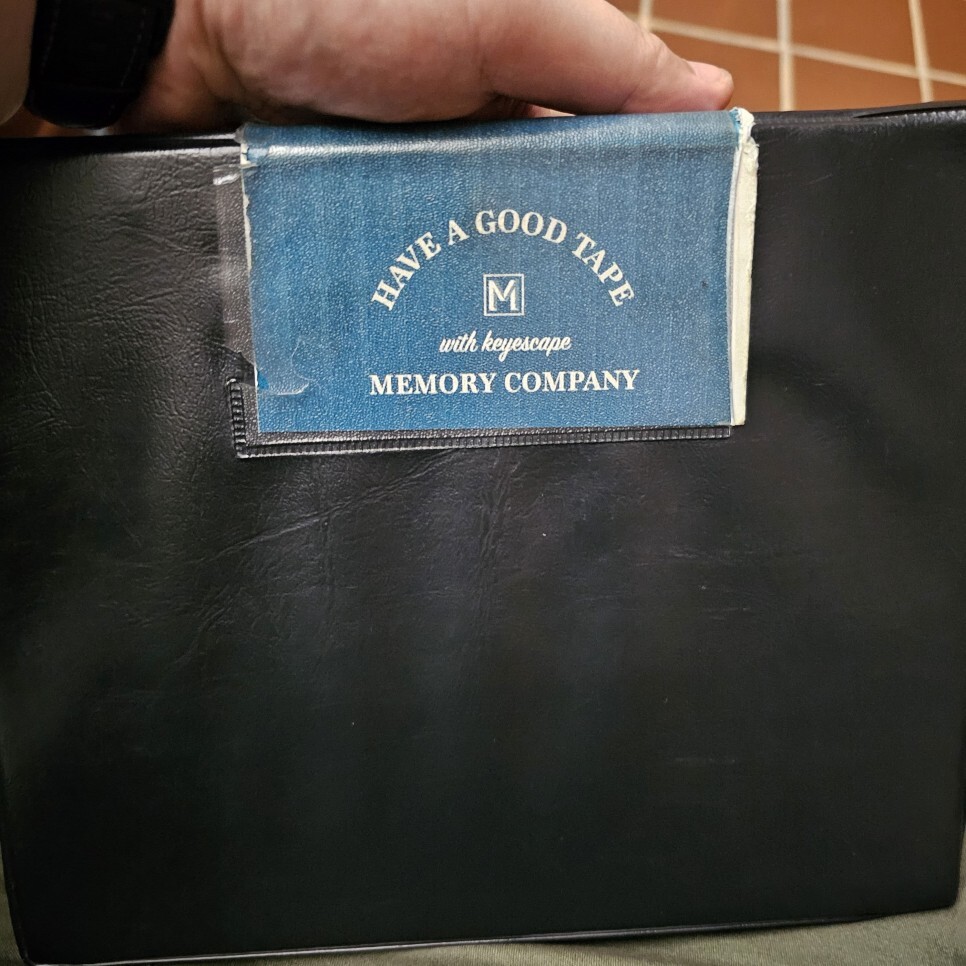 HAVE A GOOD TAPE
M
with keyescape
MEMORY COMPANY